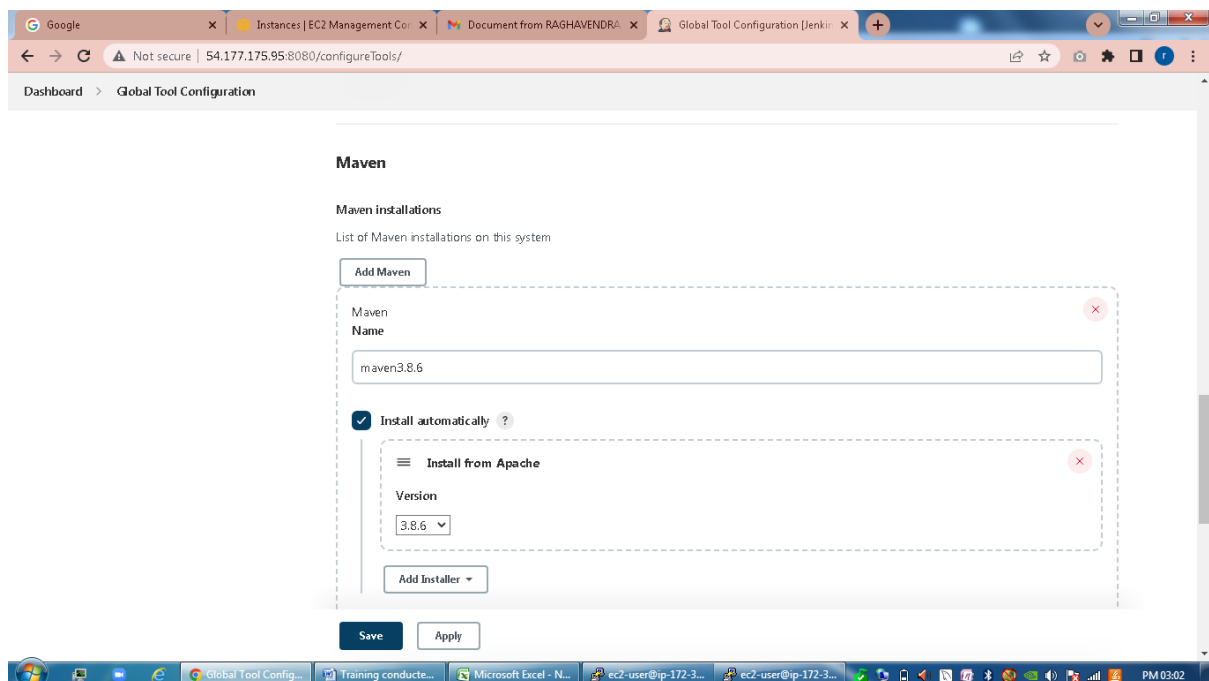 Google
Instances | EC2 Management Con
Document from RAGHAVENDRA
Global Tool Configuration [Jenkin
Not secure | 54.177.175.95:8080/configureTools/
r
Dashboard > Global Tool Configuration
Maven
Maven installations
List of Maven installations on this system
Add Maven
Maven
Name
maven3.8.6
Install automatically ?
Install from Apache
Version
3.8.6
Add Installer
Save Apply
Global Tool Config... Training conducte... Microsoft Excel - N... ec2-user@ip-172-3... ec2-user@ip-172-3... PM 03:02